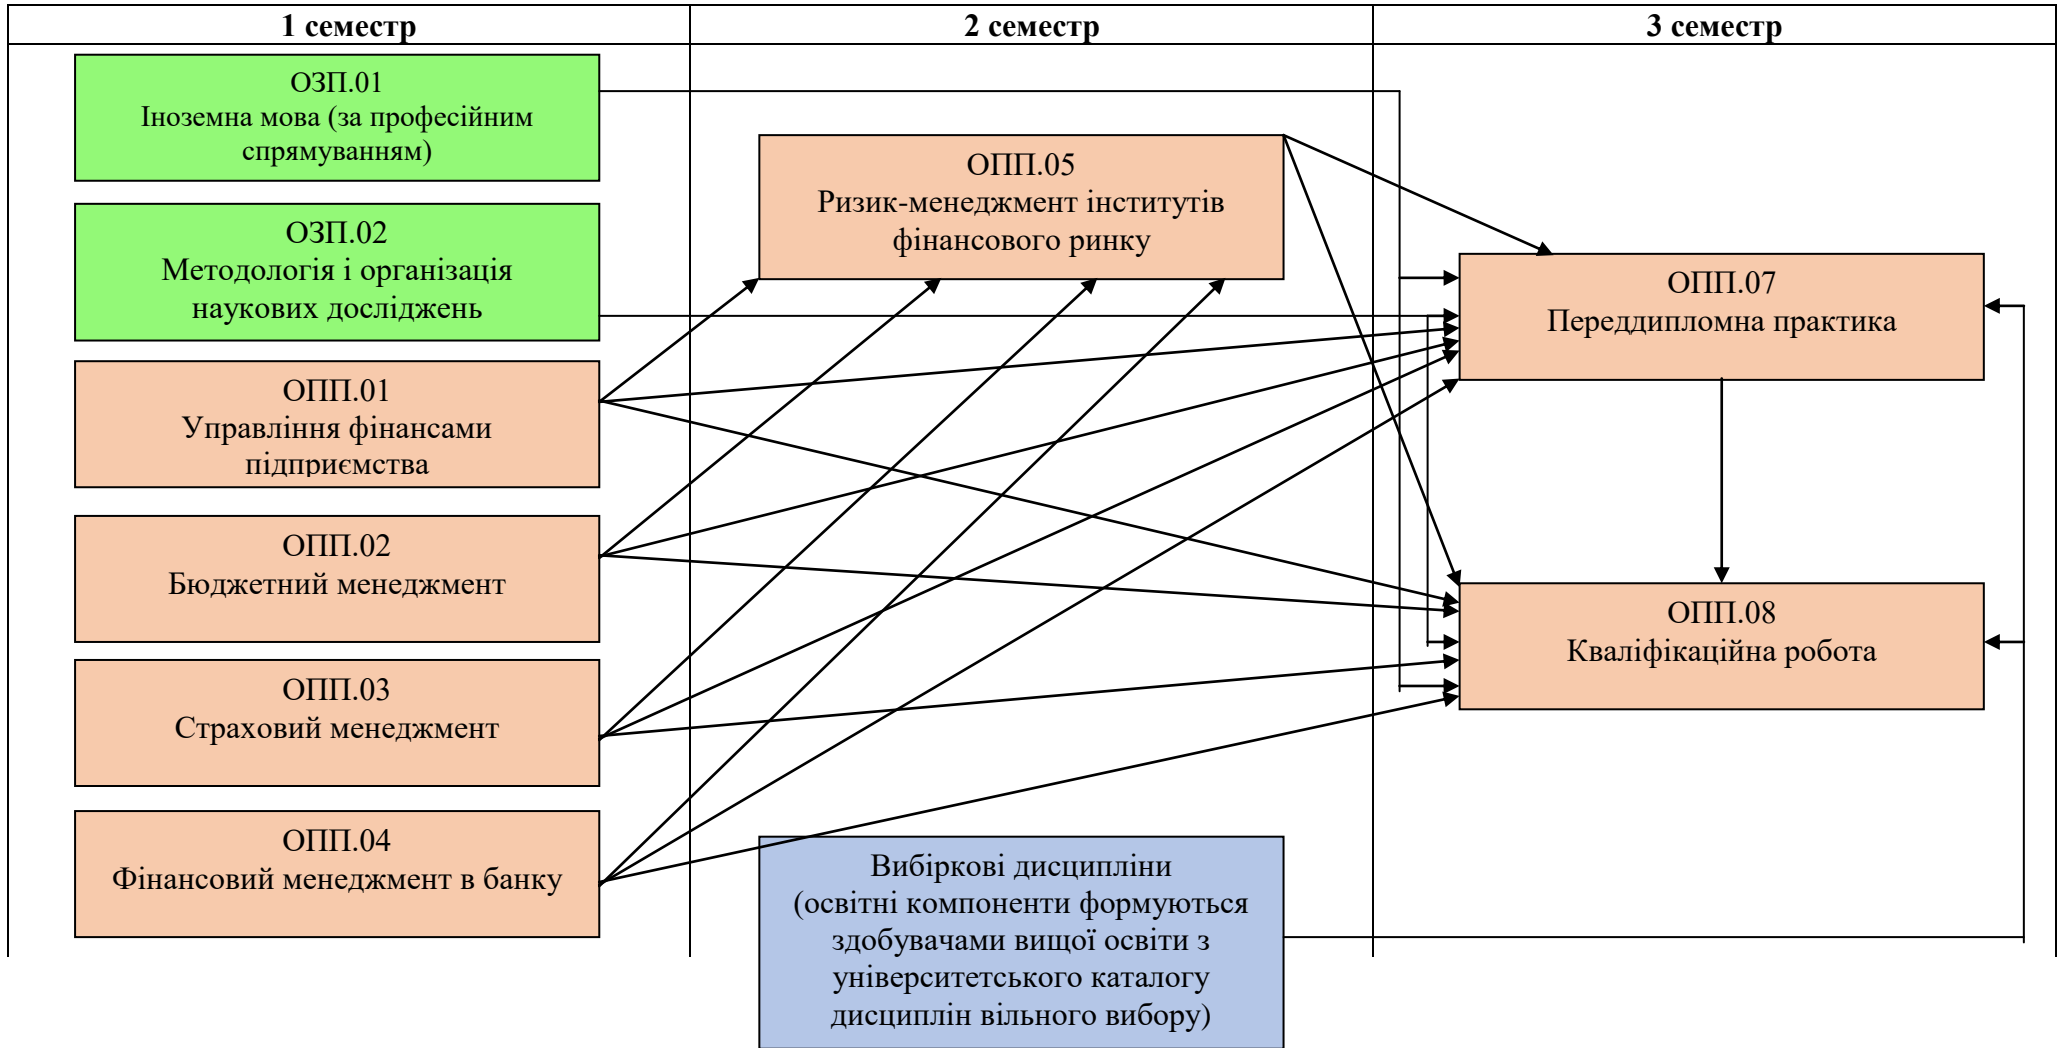 1 семестр
2 семестр
3 семестр
ОЗП.01
Іноземна мова (за професійним
спрямуванням)
ОЗП.02
Методологія і організація
наукових досліджень
ОПП.01
Управління фінансами
підприємства
ОПП.02
Бюджетний менеджмент
ОПП.03
Страховий менеджмент
ОПП.04
Фінансовий менеджмент в банку
ОПП.05
Ризик-менеджмент інститутів
фінансового ринку
Вибіркові дисципліни
(освітні компоненти формуються
здобувачами вищої освіти з
університетського каталогу
дисциплін вільного вибору)
ОПП.07
Переддипломна практика
ОПП.08
Кваліфікаційна робота